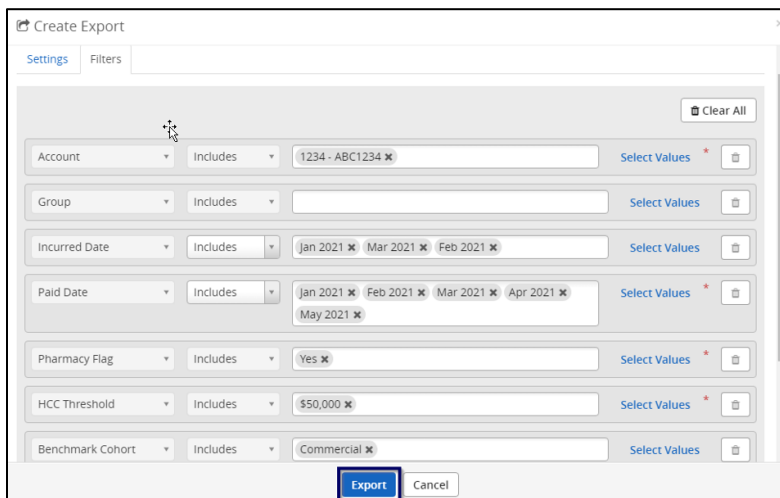 Create Export
Settings Filters
Clear All
Account Includes 1234 - ABC1234 Select Values *
Group Includes Select Values
Incurred Date Includes Jan 2021 Mar 2021 Feb 2021 Select Values
Paid Date Includes Jan 2021 Feb 2021 Mar 2021 Apr 2021 Select Values *
May 2021
Pharmacy Flag Includes Yes Select Values *
HCC Threshold Includes $50,000 Select Values *
Benchmark Cohort Includes Commercial Select Values
Export Cancel